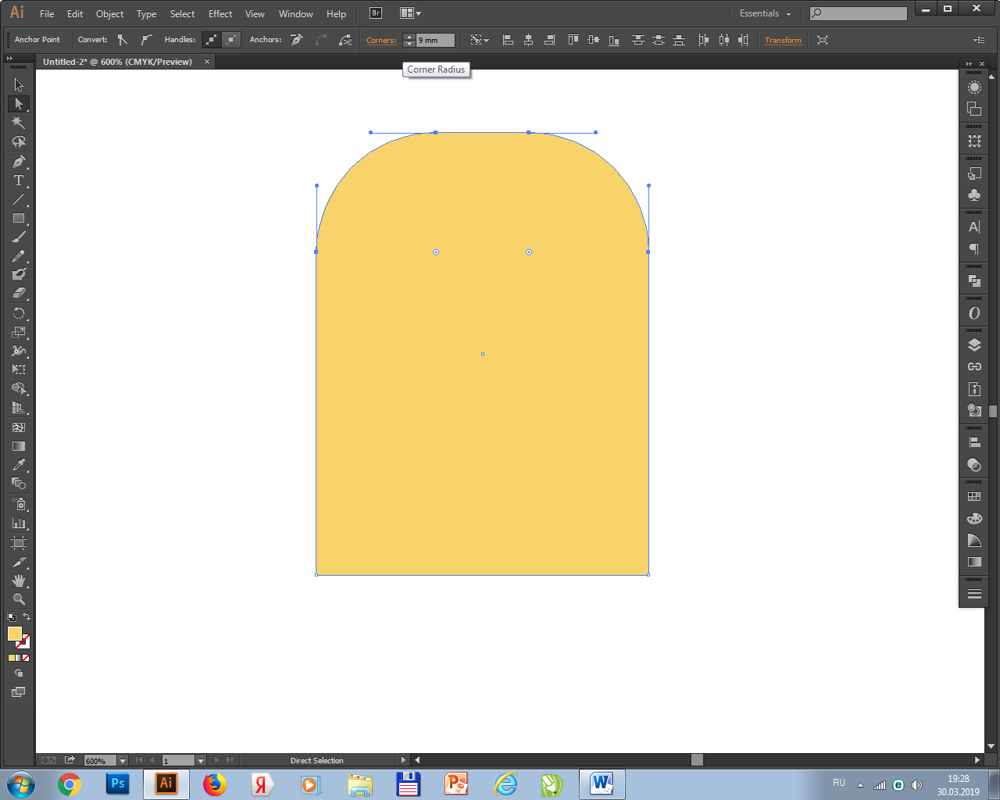 Ai File Edit Object Type Select Effect View Window Help Br Essentials
Anchor Point Convert: Handles: Anchors: Corners: 9 mm Transform
Untitled-2* @ 600% (CMYK/Preview) ×
Corner Radius
600% 1 Direct Selection
Ps Ai Я P W
RU 19:28
30.03.2019